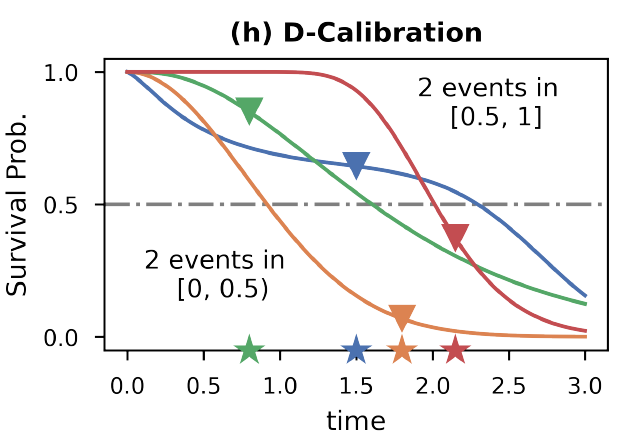 (h) D-Calibration
Survival Prob.
1.0
0.5
0.0
2 events in
[0.5, 1]
2 events in
[0, 0.5)
0.0 0.5 1.0 1.5 2.0 2.5 3.0
time